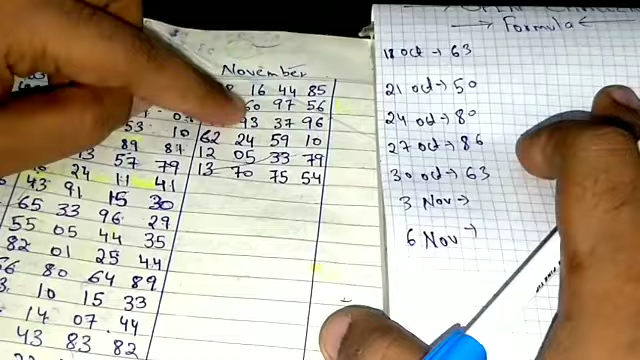 November
16 44 85
60 97 56
93 37 96
62 24 59 10
12 05 33 79
13 70 75 54
53 10
89 87
13 57 79
24 11 41
43 91 15 30
65 33 96 29
55 05 44 35
82 01 25 44
56 80 64 89
10 15 33
14 07 44
43 83 82
→ Formula ←
18 Oct → 63
21 Oct → 50
24 Oct → 80
27 Oct → 86
30 Oct → 63
3 Nov →
6 Nov →